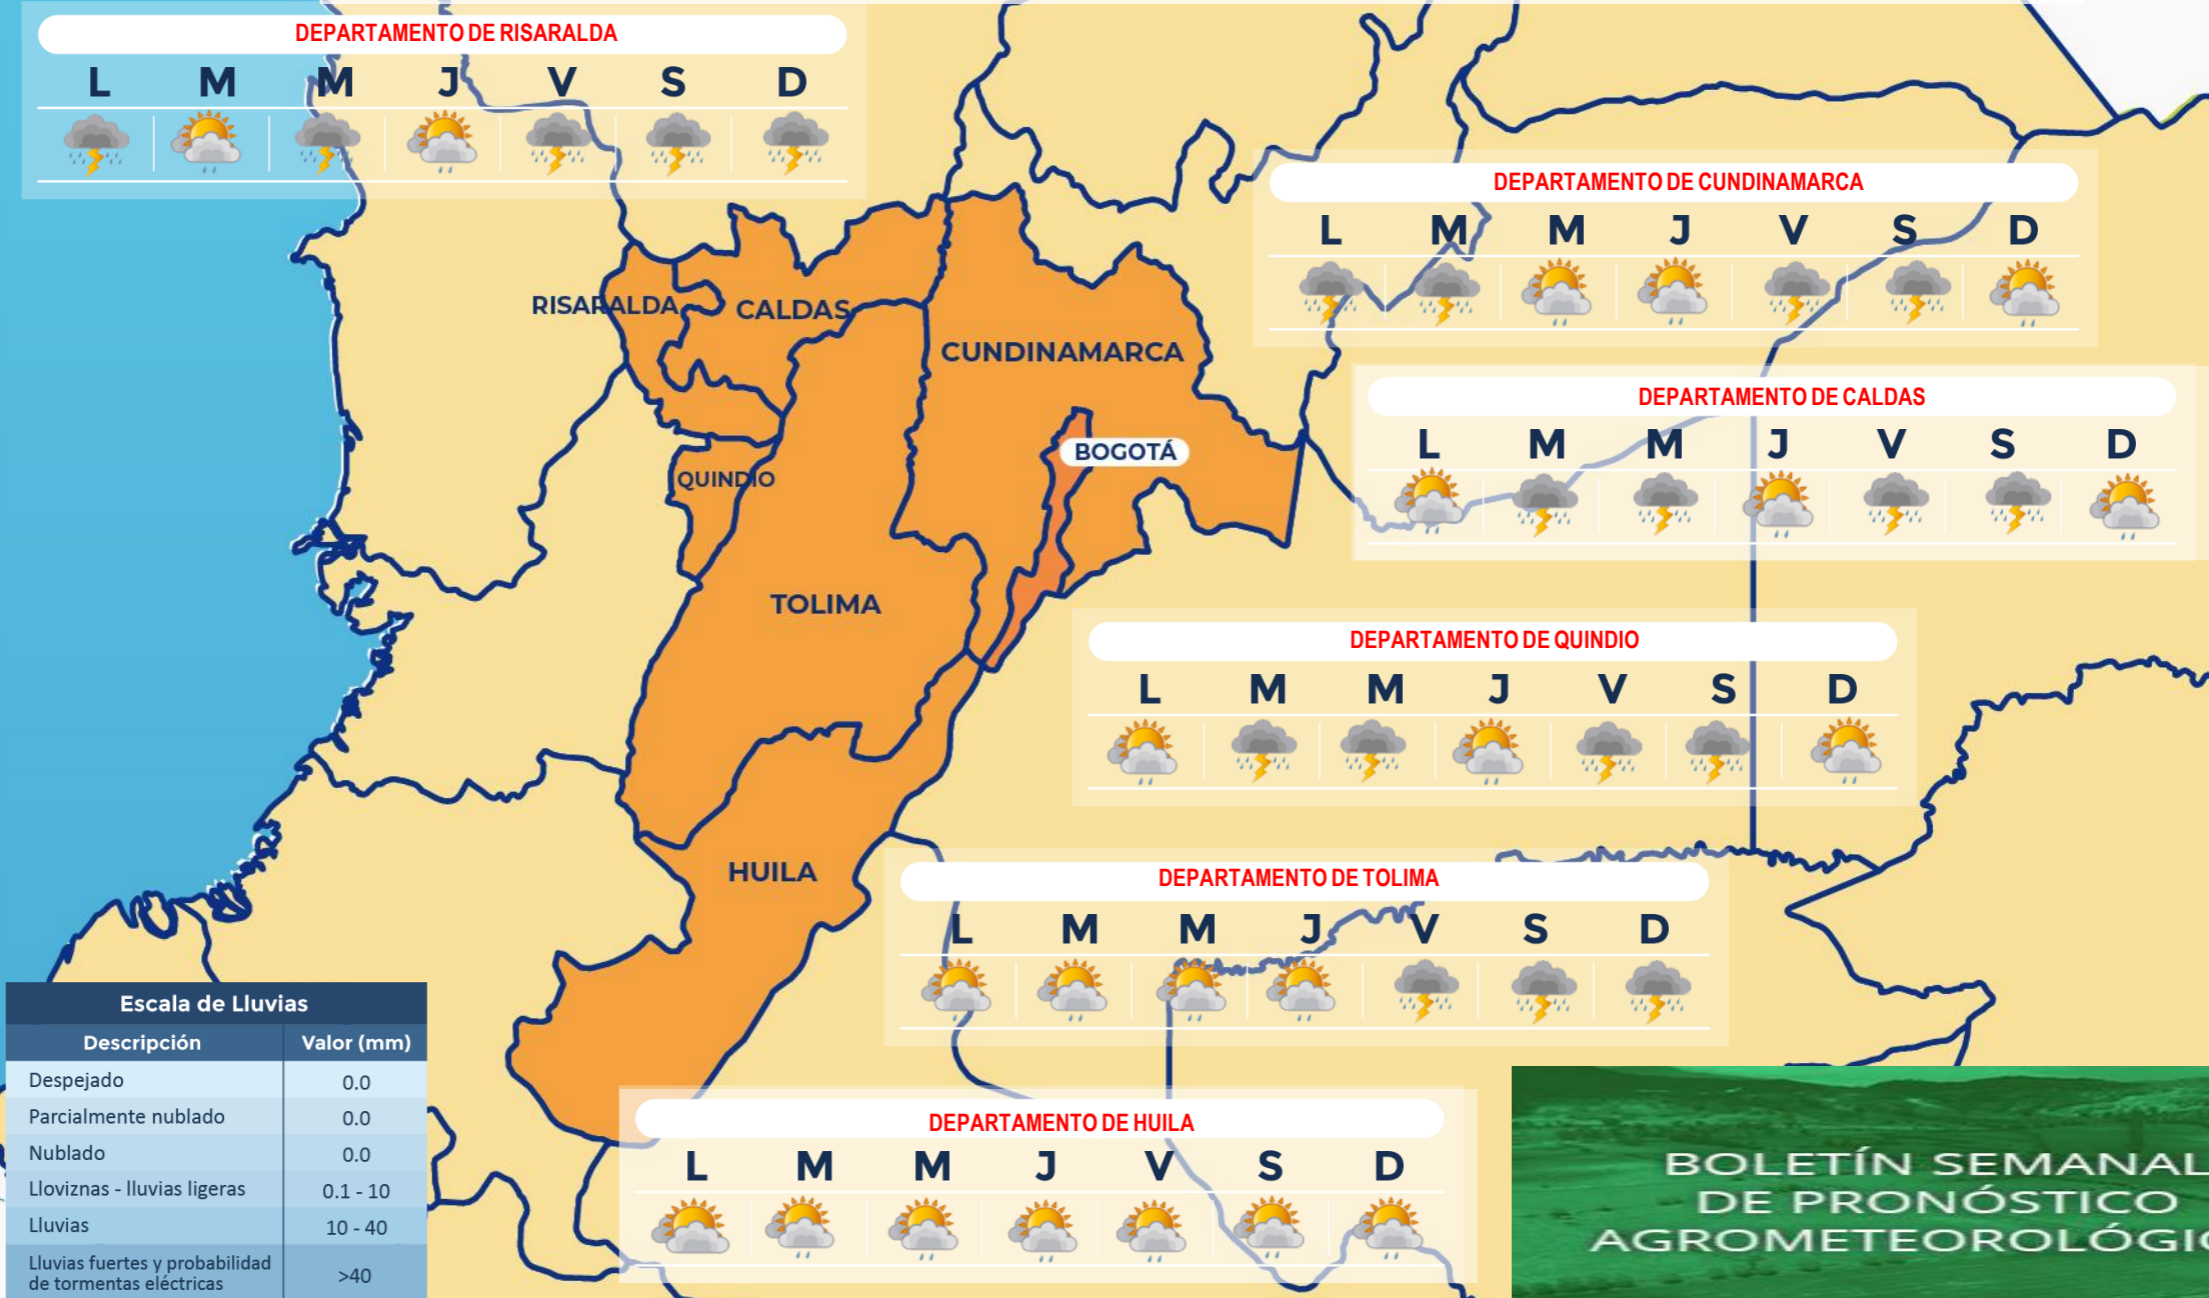 DEPARTAMENTO DE RISARALDA
L M M J V S D
DEPARTAMENTO DE CUNDINAMARCA
L M M J V S D
RISARALDA
CALDAS
CUNDINAMARCA
DEPARTAMENTO DE CALDAS
L M M J V S D
BOGOTÁ
QUINDIO
TOLIMA
DEPARTAMENTO DE QUINDIO
L M M J V S D
HUILA
DEPARTAMENTO DE TOLIMA
L M M J V S D
Escala de Lluvias
Descripción Valor (mm)
Despejado 0.0
Parcialmente nublado 0.0
Nublado 0.0
Lloviznas - lluvias ligeras 0.1 - 10
Lluvias 10 - 40
Lluvias fuertes y probabilidad
de tormentas eléctricas >40
DEPARTAMENTO DE HUILA
L M M J V S D
BOLETÍN SEMANAL
DE PRONÓSTICO